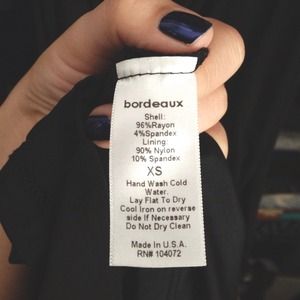 bordeaux
Shell:
96%Rayon
4%Spandex
Lining:
90% Nylon
10% Spandex
XS
Hand Wash Cold
Water.
Lay Flat To Dry
Cool Iron on reverse
side If Necessary
Do Not Dry Clean
Made In U.S.A.
RN# 104072